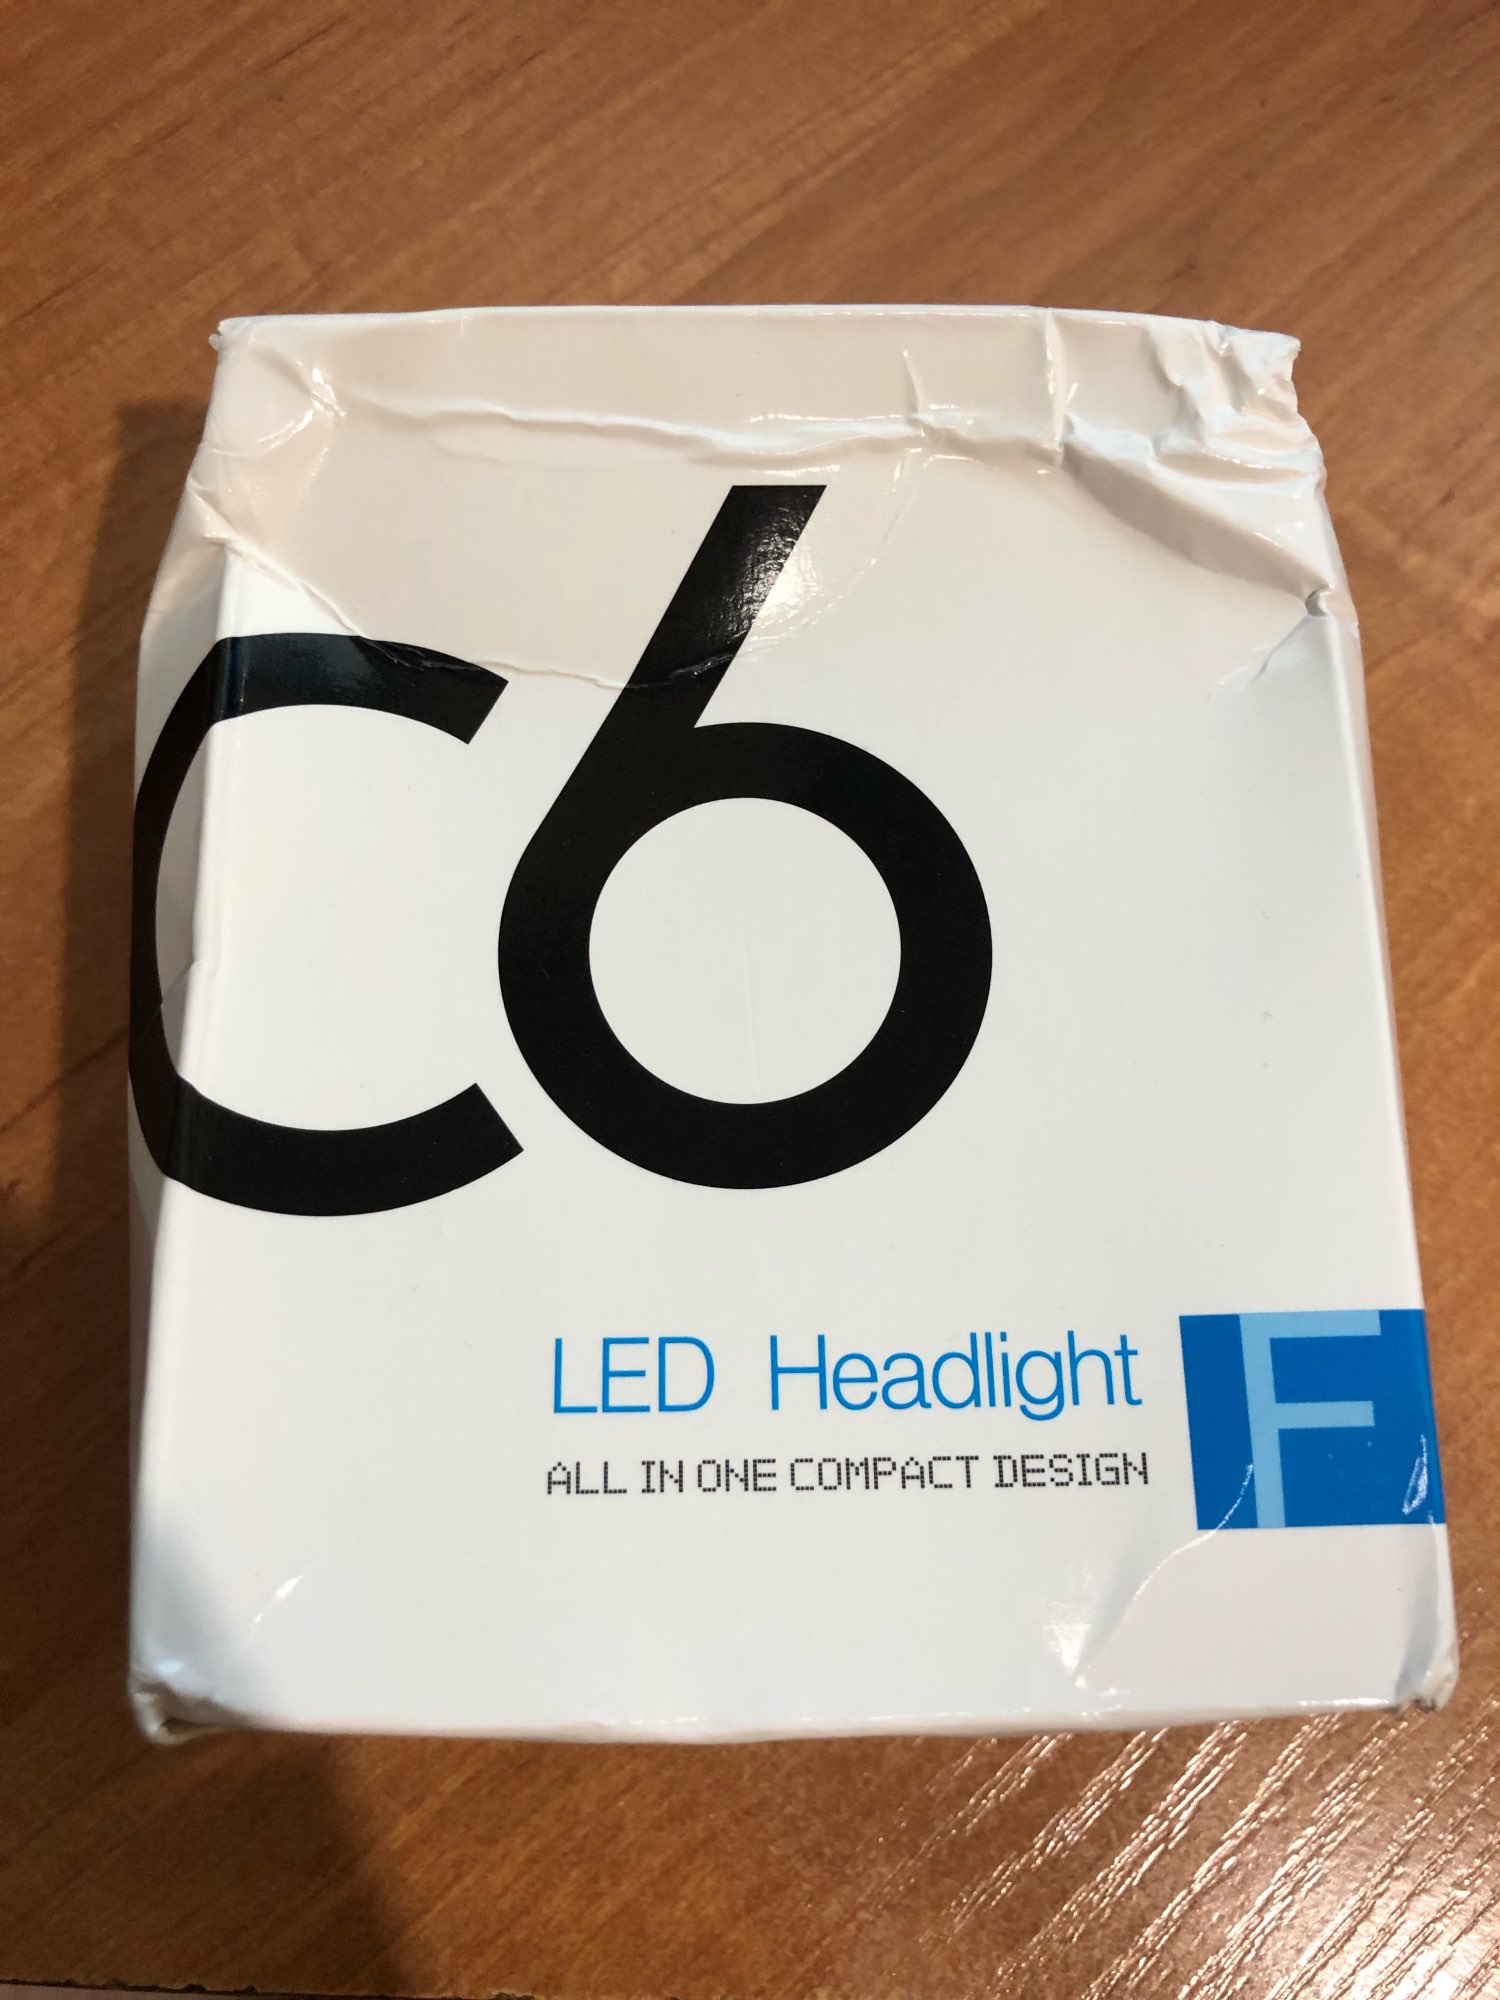 C6
LED Headlight
F
ALL IN ONE COMPACT DESIGN